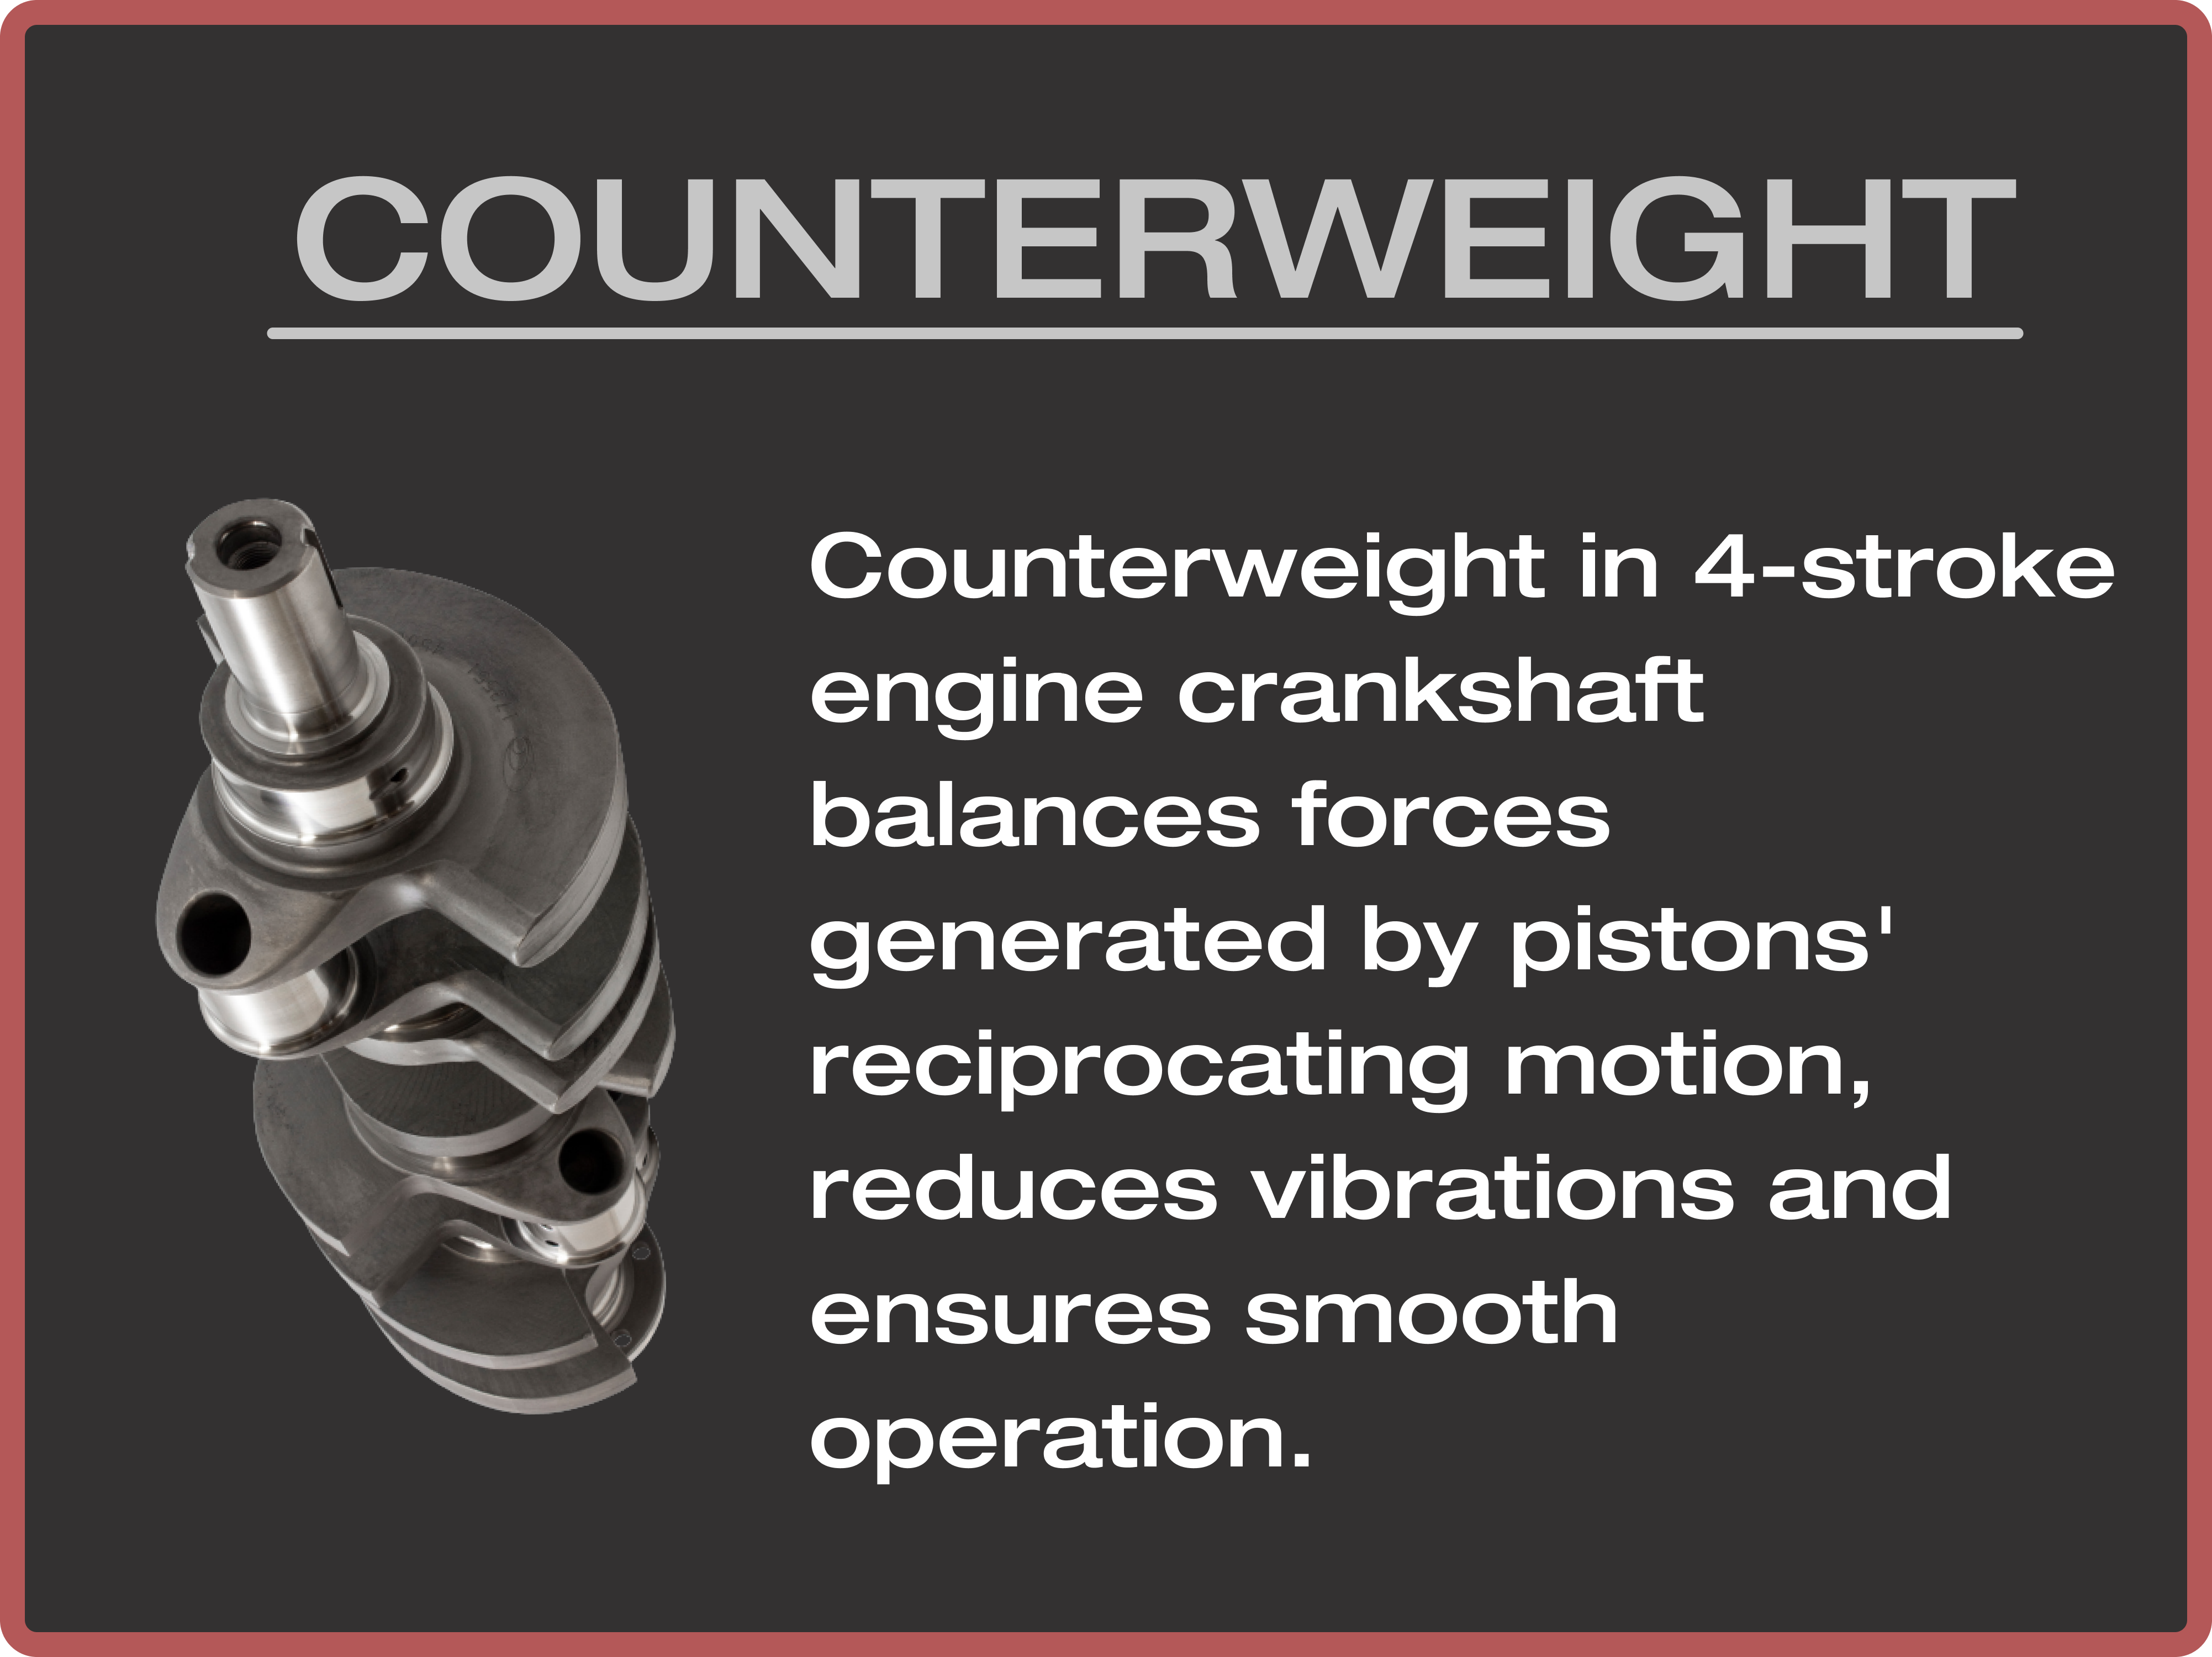 COUNTERWEIGHT
Counterweight in 4-stroke
engine crankshaft
balances forces
generated by pistons'
reciprocating motion,
reduces vibrations and
ensures smooth
operation.